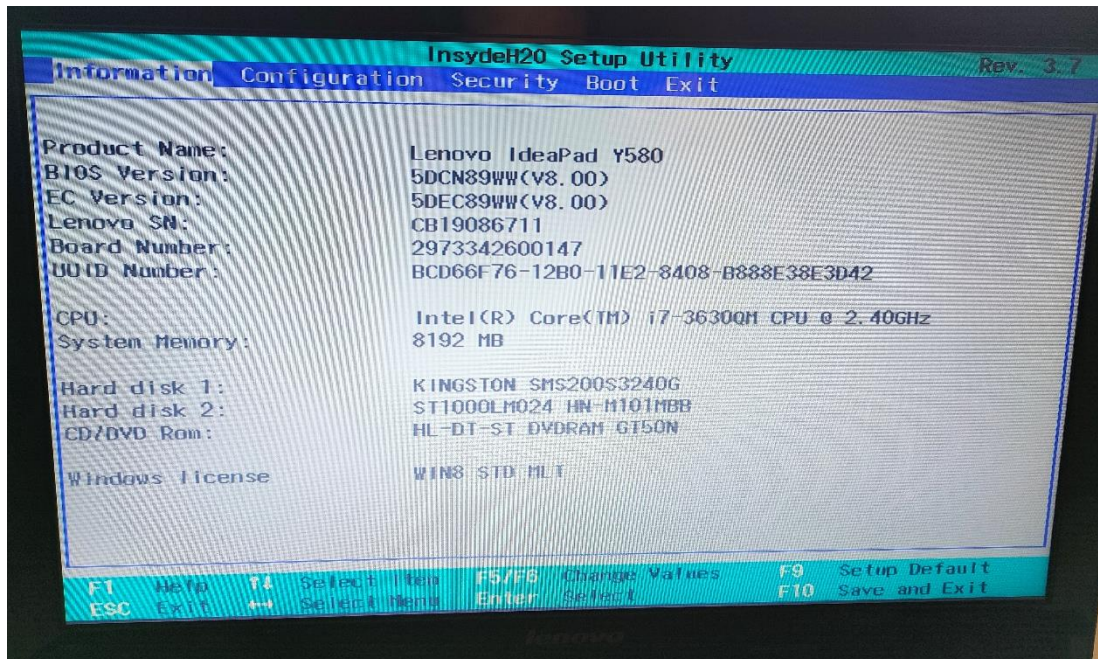 InsydeH20 Setup Utility Rev. 3.7
Information Configuration Security Boot Exit
Product Name: Lenovo IdeaPad Y580
BIOS Version: 5DCN89WW(V8.00)
EC Version: 5DEC89WW(V8.00)
Lenovo SN: CB19086711
Board Number: 2973342600147
UUID Number: BCD66F76-12B0-11E2-8408-B888E38E3D42
CPU: Intel(R) Core(TM) i7-3630QM CPU @ 2.40GHz
System Memory: 8192 MB
Hard disk 1: KINGSTON SMS200S3240G
Hard disk 2: ST1000LM024 HN-M101MBB
CD/DVD Rom: HL-DT-ST DVDRAM GT50N
Windows license WIN8 STD MLT
F1 Help ↑↓ Select Item F5/F6 Change Values F9 Setup Default
ESC Exit ←→ Select Menu Enter Select F10 Save and Exit
lenovo